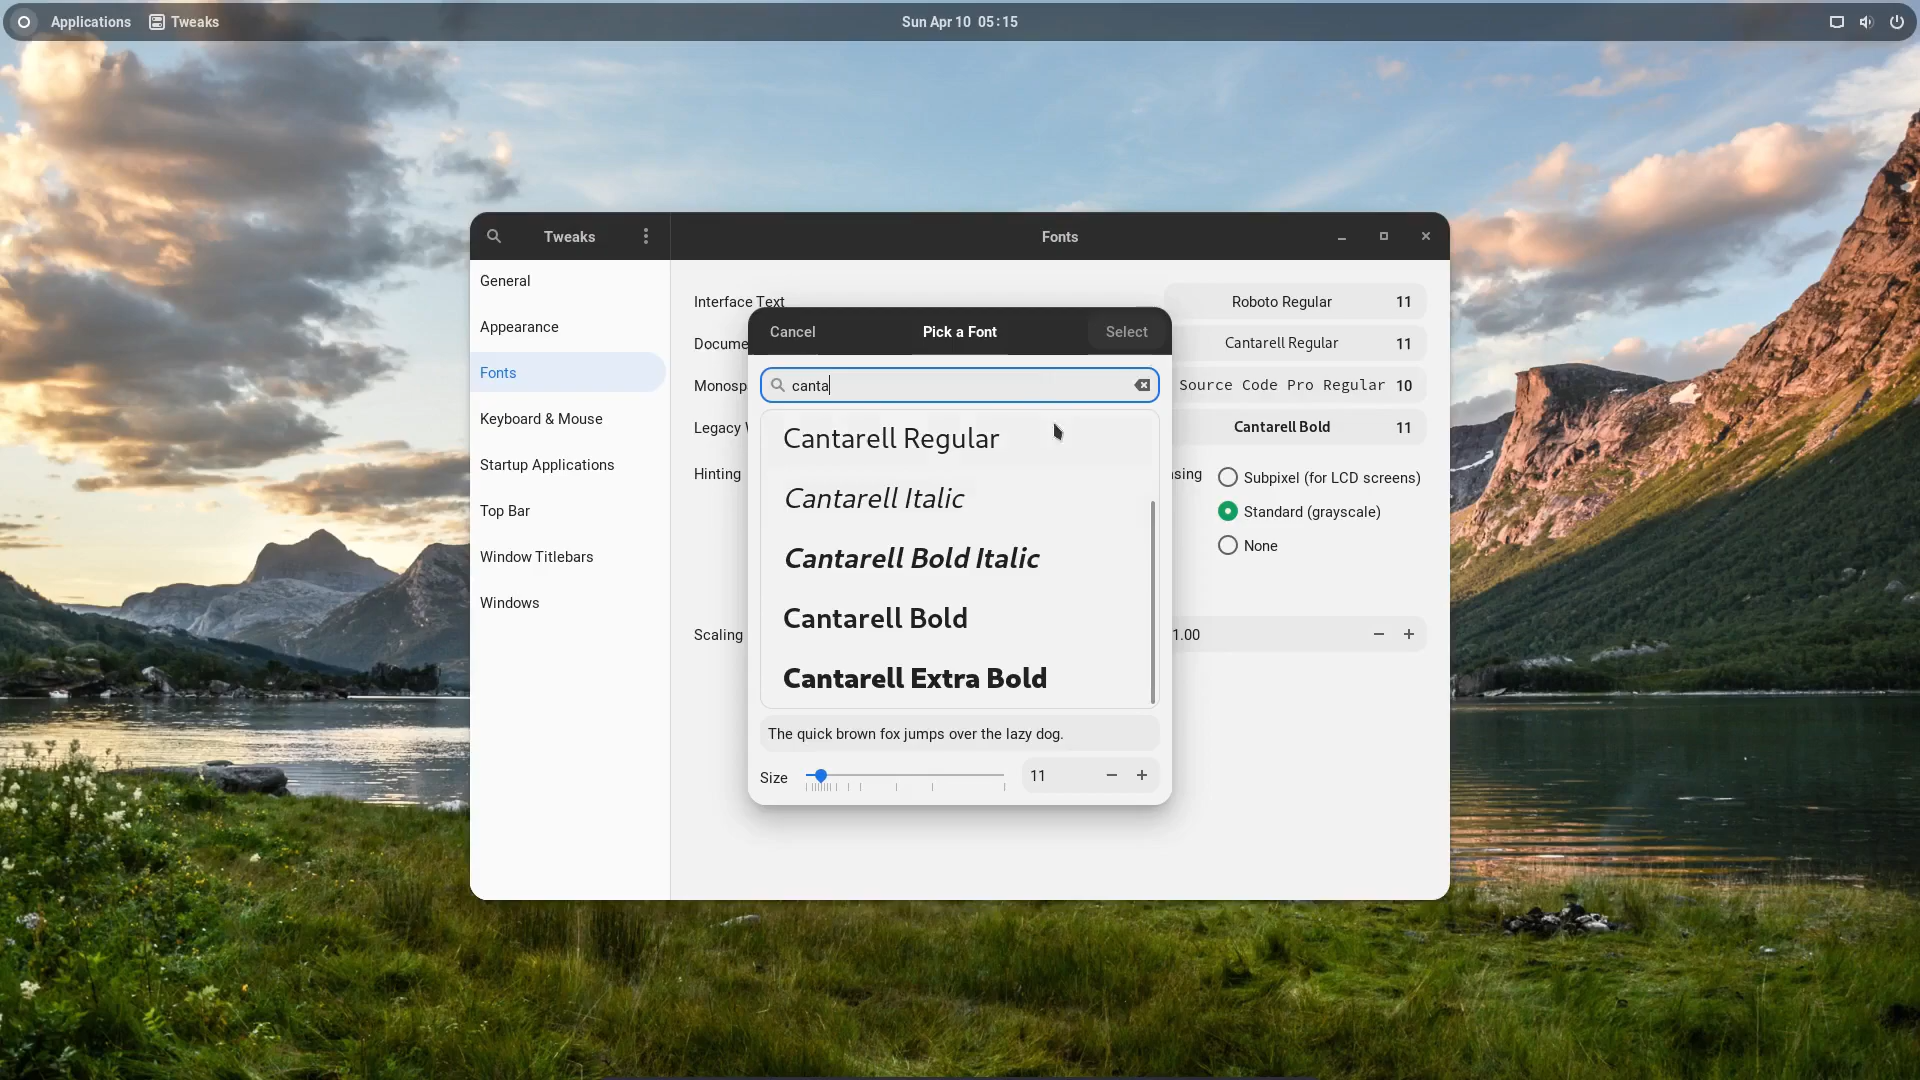 Applications Tweaks Sun Apr 10 05:15
Tweaks Fonts
General
Appearance
Fonts
Keyboard & Mouse
Startup Applications
Top Bar
Window Titlebars
Windows
Interface Text Roboto Regular 11
Docume Cantarell Regular 11
Monosp Source Code Pro Regular 10
Legacy Cantarell Bold 11
Hinting
Subpixel (for LCD screens)
Standard (grayscale)
None
Scaling 1.00
Cancel Pick a Font Select
canta
Cantarell Regular
Cantarell Italic
Cantarell Bold Italic
Cantarell Bold
Cantarell Extra Bold
The quick brown fox jumps over the lazy dog.
Size 11